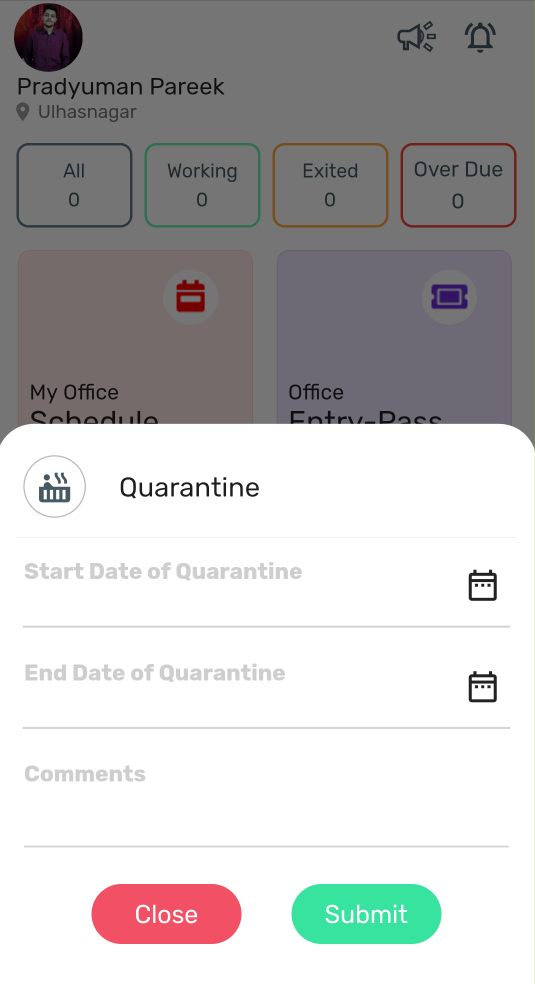 Pradyuman Pareek
Ulhasnagar
All
0
Working
0
Exited
0
Over Due
0
My Office
Schedule
Office
Entry-Pass
Quarantine
Start Date of Quarantine
End Date of Quarantine
Comments
Close
Submit